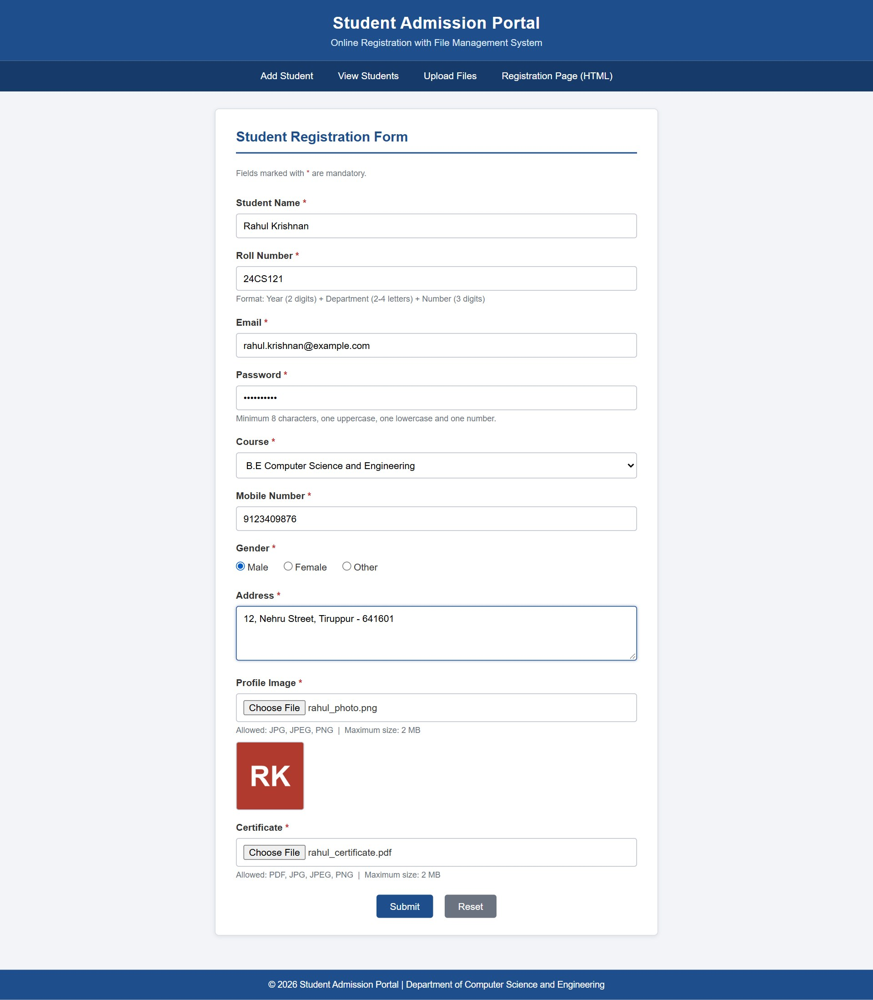 Student Admission Portal
Online Registration with File Management System
Add Student View Students Upload Files Registration Page (HTML)
Student Registration Form
Fields marked with * are mandatory.
Student Name *
Rahul Krishnan
Roll Number *
24CS121
Format: Year (2 digits) + Department (2-4 letters) + Number (3 digits)
Email *
rahul.krishnan@example.com
Password *
••••••••••
Minimum 8 characters, one uppercase, one lowercase and one number.
Course *
B.E Computer Science and Engineering
Mobile Number *
9123409876
Gender *
Male Female Other
Address *
12, Nehru Street, Tiruppur - 641601
Profile Image *
Choose File rahul_photo.png
Allowed: JPG, JPEG, PNG | Maximum size: 2 MB
RK
Certificate *
Choose File rahul_certificate.pdf
Allowed: PDF, JPG, JPEG, PNG | Maximum size: 2 MB
Submit Reset
© 2026 Student Admission Portal | Department of Computer Science and Engineering